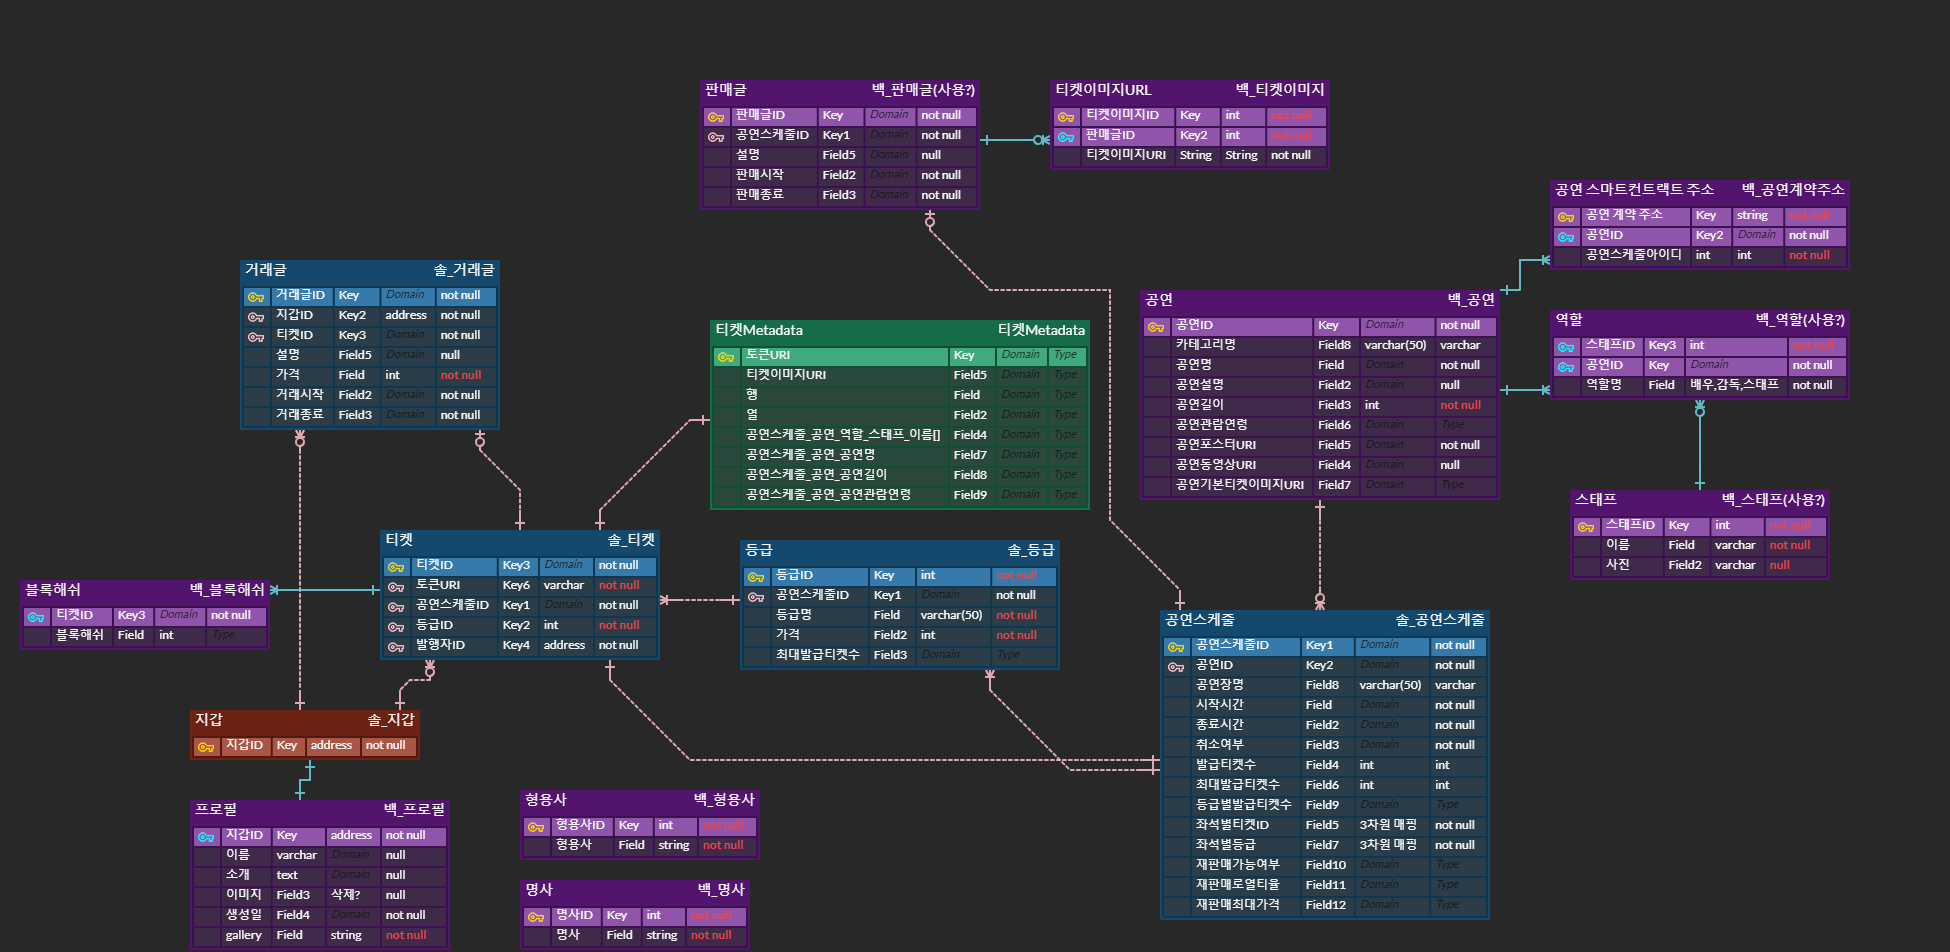 판매글 백_판매글(사용?)
판매글ID Key Domain not null
공연스케줄ID Key1 Domain not null
설명 Field5 Domain null
판매시작 Field2 Domain not null
판매종료 Field3 Domain not null
티켓이미지URL 백_티켓이미지
티켓이미지ID Key int not null
판매글ID Key2 int not null
티켓이미지URI String String not null
공연 스마트컨트랙트 주소 백_공연계약주소
공연 계약 주소 Key string not null
공연ID Key2 Domain not null
공연스케줄아이디 int int not null
거래글 솔_거래글
거래글ID Key Domain not null
지갑ID Key2 address not null
티켓ID Key3 Domain not null
설명 Field5 Domain null
가격 Field int not null
거래시작 Field2 Domain not null
거래종료 Field3 Domain not null
티켓Metadata 티켓Metadata
토큰URI Key Domain Type
티켓이미지URI Field5 Domain Type
행 Field Domain Type
열 Field2 Domain Type
공연스케줄_공연_역할_스태프_이름[] Field4 Domain Type
공연스케줄_공연_공연명 Field7 Domain Type
공연스케줄_공연_공연길이 Field8 Domain Type
공연스케줄_공연_공연관람연령 Field9 Domain Type
공연 백_공연
공연ID Key Domain not null
카테고리명 Field8 varchar(50) varchar
공연명 Field Domain not null
공연설명 Field2 Domain null
공연길이 Field3 int not null
공연관람연령 Field6 Domain Type
공연포스터URI Field5 Domain not null
공연동영상URI Field4 Domain null
공연기본티켓이미지URI Field7 Domain Type
역할 백_역할(사용?)
스태프ID Key3 int not null
공연ID Key Domain not null
역할명 Field 배우,감독,스태프 not null
스태프 백_스태프(사용?)
스태프ID Key int not null
이름 Field varchar not null
사진 Field2 varchar null
티켓 솔_티켓
티켓ID Key3 Domain not null
토큰URI Key6 varchar not null
공연스케줄ID Key1 Domain not null
등급ID Key2 int not null
발행자ID Key4 address not null
등급 솔_등급
등급ID Key int not null
공연스케줄ID Key1 Domain not null
등급명 Field varchar(50) not null
가격 Field2 int not null
최대발급티켓수 Field3 Domain Type
블록해쉬 백_블록해쉬
티켓ID Key3 Domain not null
블록해쉬 Field int Type
공연스케줄 솔_공연스케줄
공연스케줄ID Key1 Domain not null
공연ID Key2 Domain not null
공연장명 Field8 varchar(50) varchar
시작시간 Field Domain not null
종료시간 Field2 Domain not null
취소여부 Field3 Domain not null
발급티켓수 Field4 int int
최대발급티켓수 Field6 int int
등급별발급티켓수 Field9 Domain Type
좌석별티켓ID Field5 3차원 매핑 not null
좌석별등급 Field7 3차원 매핑 not null
재판매가능여부 Field10 Domain Type
재판매로열티율 Field11 Domain Type
재판매최대가격 Field12 Domain Type
지갑 솔_지갑
지갑ID Key address not null
프로필 백_프로필
지갑ID Key address not null
이름 varchar Domain null
소개 text Domain null
이미지 Field3 삭제? null
생성일 Field4 Domain not null
gallery Field string not null
형용사 백_형용사
형용사ID Key int not null
형용사 Field string not null
명사 백_명사
명사ID Key int not null
명사 Field string not null